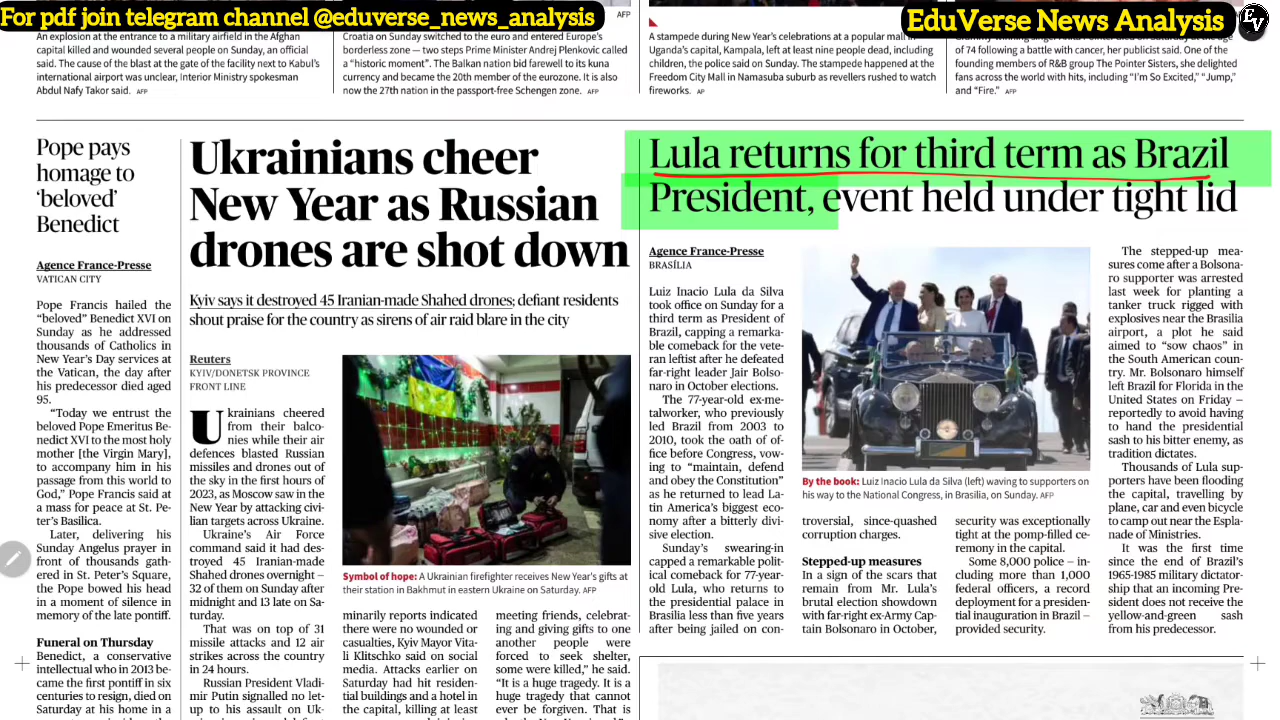 For pdf join telegram channel @eduverse_news_analysis
AFP
EduVerse News Analysis
EV
An explosion at the entrance to a military airfield in the Afghan
capital killed and wounded several people on Sunday, an official
said. The cause of the blast at the gate of the facility next to Kabul's
international airport was unclear, Interior Ministry spokesman
Abdul Nafy Takor said. AFP
Croatia on Sunday switched to the euro and entered Europe's
borderless zone — two steps Prime Minister Andrej Plenkovic called
a "historic moment". The Balkan nation bid farewell to its kuna
currency and became the 20th member of the eurozone. It is also
now the 27th nation in the passport-free Schengen zone. AFP
A stampede during New Year's celebrations at a popular mall in
Uganda's capital, Kampala, left at least nine people dead, including
children, the police said on Sunday. The stampede happened at the
Freedom City Mall in Namasuba suburb as revellers rushed to watch
fireworks. AP
of 74 following a battle with cancer, her publicist said. One of the
founding members of R&B group The Pointer Sisters, she delighted
fans across the world with hits, including "I'm So Excited," "Jump,"
and "Fire." AFP
Pope pays
homage to
'beloved'
Benedict
Agence France-Presse
VATICAN CITY
Pope Francis hailed the
"beloved" Benedict XVI on
Sunday as he addressed
thousands of Catholics in
New Year's Day services at
the Vatican, the day after
his predecessor died aged
95.
"Today we entrust the
beloved Pope Emeritus Be-
nedict XVI to the most holy
mother [the Virgin Mary],
to accompany him in his
passage from this world to
God," Pope Francis said at
a mass for peace at St. Pe-
ter's Basilica.
Later, delivering his
Sunday Angelus prayer in
front of thousands gath-
ered in St. Peter's Square,
the Pope bowed his head
in a moment of silence in
memory of the late pontiff.
Funeral on Thursday
Benedict, a conservative
intellectual who in 2013 be-
came the first pontiff in six
centuries to resign, died on
Saturday at his home in a
Ukrainians cheer
New Year as Russian
drones are shot down
Kyiv says it destroyed 45 Iranian-made Shahed drones; defiant residents
shout praise for the country as sirens of air raid blare in the city
Reuters
KYIV/DONETSK PROVINCE
FRONT LINE
Ukrainians cheered
from their balco-
nies while their air
defences blasted Russian
missiles and drones out of
the sky in the first hours of
2023, as Moscow saw in the
New Year by attacking civi-
lian targets across Ukraine.
Ukraine's Air Force
command said it had des-
troyed 45 Iranian-made
Shahed drones overnight –
32 of them on Sunday after
midnight and 13 late on Sa-
turday.
That was on top of 31
missile attacks and 12 air
strikes across the country
in 24 hours.
Russian President Vladi-
mir Putin signalled no let-
up to his assault on Uk-
Symbol of hope: A Ukrainian firefighter receives New Year's gifts at
their station in Bakhmut in eastern Ukraine on Saturday. AFP
minarily reports indicated
there were no wounded or
casualties, Kyiv Mayor Vita-
li Klitschko said on social
media. Attacks earlier on
Saturday had hit residen-
tial buildings and a hotel in
the capital, killing at least
meeting friends, celebrat-
ing and giving gifts to one
another people were
forced to seek shelter,
some were killed," he said.
"It is a huge tragedy. It is a
huge tragedy that cannot
ever be forgiven. That is
Lula returns for third term as Brazil
President, event held under tight lid
Agence France-Presse
BRASÍLIA
Luiz Inacio Lula da Silva
took office on Sunday for a
third term as President of
Brazil, capping a remarka-
ble comeback for the vete-
ran leftist after he defeated
far-right leader Jair Bolso-
naro in October elections.
The 77-year-old ex-me-
talworker, who previously
led Brazil from 2003 to
2010, took the oath of of-
fice before Congress, vow-
ing to "maintain, defend
and obey the Constitution"
as he returned to lead La-
tin America's biggest eco-
nomy after a bitterly divi-
sive election.
Sunday's swearing-in
capped a remarkable polit-
ical comeback for 77-year-
old Lula, who returns to
the presidential palace in
Brasilia less than five years
after being jailed on con-
By the book: Luiz Inacio Lula da Silva (left) waving to supporters on
his way to the National Congress, in Brasilia, on Sunday. AFP
troversial, since-quashed
corruption charges.
Stepped-up measures
In a sign of the scars that
remain from Mr. Lula's
brutal election showdown
with far-right ex-Army Cap-
tain Bolsonaro in October,
security was exceptionally
tight at the pomp-filled ce-
remony in the capital.
Some 8,000 police – in-
cluding more than 1,000
federal officers, a record
deployment for a presiden-
tial inauguration in Brazil –
provided security.
The stepped-up mea-
sures come after a Bolsona-
ro supporter was arrested
last week for planting a
tanker truck rigged with
explosives near the Brasilia
airport, a plot he said
aimed to "sow chaos" in
the South American coun-
try. Mr. Bolsonaro himself
left Brazil for Florida in the
United States on Friday –
reportedly to avoid having
to hand the presidential
sash to his bitter enemy, as
tradition dictates.
Thousands of Lula sup-
porters have been flooding
the capital, travelling by
plane, car and even bicycle
to camp out near the Espla-
nade of Ministries.
It was the first time
since the end of Brazil's
1965-1985 military dictator-
ship that an incoming Pre-
sident does not receive the
yellow-and-green sash
from his predecessor.